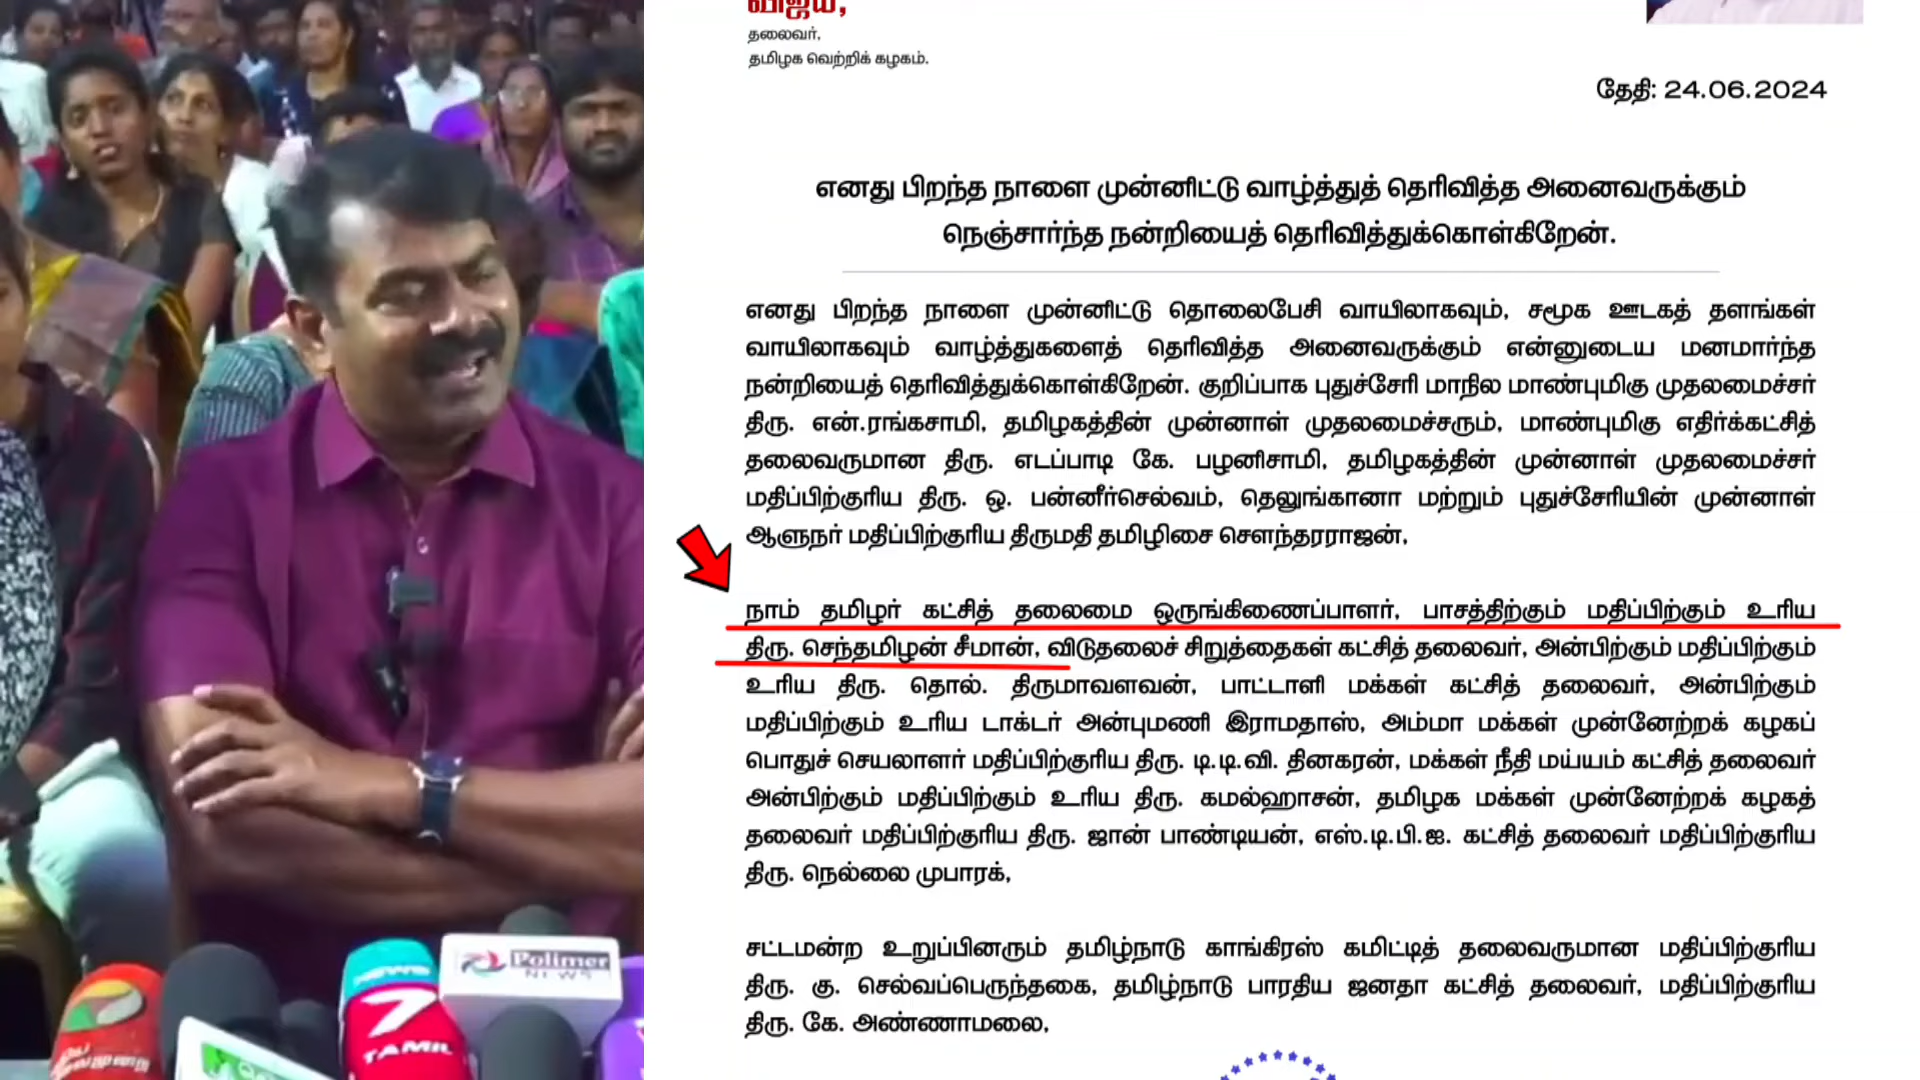 விஜய்,
தலைவர்,
தமிழக வெற்றிக் கழகம்.
தேதி: 24.06.2024
எனது பிறந்த நாளை முன்னிட்டு வாழ்த்துத் தெரிவித்த அனைவருக்கும்
நெஞ்சார்ந்த நன்றியைத் தெரிவித்துக்கொள்கிறேன்.
எனது பிறந்த நாளை முன்னிட்டு தொலைபேசி வாயிலாகவும், சமூக ஊடகத் தளங்கள்
வாயிலாகவும் வாழ்த்துகளைத் தெரிவித்த அனைவருக்கும் என்னுடைய மனமார்ந்த
நன்றியைத் தெரிவித்துக்கொள்கிறேன். குறிப்பாக புதுச்சேரி மாநில மாண்புமிகு முதலமைச்சர்
திரு. என்.ரங்கசாமி, தமிழகத்தின் முன்னாள் முதலமைச்சரும், மாண்புமிகு எதிர்க்கட்சித்
தலைவருமான திரு. எடப்பாடி கே. பழனிசாமி, தமிழகத்தின் முன்னாள் முதலமைச்சர்
மதிப்பிற்குரிய திரு. ஒ. பன்னீர்செல்வம், தெலுங்கானா மற்றும் புதுச்சேரியின் முன்னாள்
ஆளுநர் மதிப்பிற்குரிய திருமதி தமிழிசை சௌந்தரராஜன்,
நாம் தமிழர் கட்சித் தலைமை ஒருங்கிணைப்பாளர், பாசத்திற்கும் மதிப்பிற்கும் உரிய
திரு. செந்தமிழன் சீமான், விடுதலைச் சிறுத்தைகள் கட்சித் தலைவர், அன்பிற்கும் மதிப்பிற்கும்
உரிய திரு. தொல். திருமாவளவன், பாட்டாளி மக்கள் கட்சித் தலைவர், அன்பிற்கும்
மதிப்பிற்கும் உரிய டாக்டர் அன்புமணி இராமதாஸ், அம்மா மக்கள் முன்னேற்றக் கழகப்
பொதுச் செயலாளர் மதிப்பிற்குரிய திரு. டி.டி.வி. தினகரன், மக்கள் நீதி மய்யம் கட்சித் தலைவர்
அன்பிற்கும் மதிப்பிற்கும் உரிய திரு. கமல்ஹாசன், தமிழக மக்கள் முன்னேற்றக் கழகத்
தலைவர் மதிப்பிற்குரிய திரு. ஜான் பாண்டியன், எஸ்.டி.பி.ஐ. கட்சித் தலைவர் மதிப்பிற்குரிய
திரு. நெல்லை முபாரக்,
சட்டமன்ற உறுப்பினரும் தமிழ்நாடு காங்கிரஸ் கமிட்டித் தலைவருமான மதிப்பிற்குரிய
திரு. கு. செல்வப்பெருந்தகை, தமிழ்நாடு பாரதிய ஜனதா கட்சித் தலைவர், மதிப்பிற்குரிய
திரு. கே. அண்ணாமலை,
Polimer
NEWS
NEWS
7
TAMIL